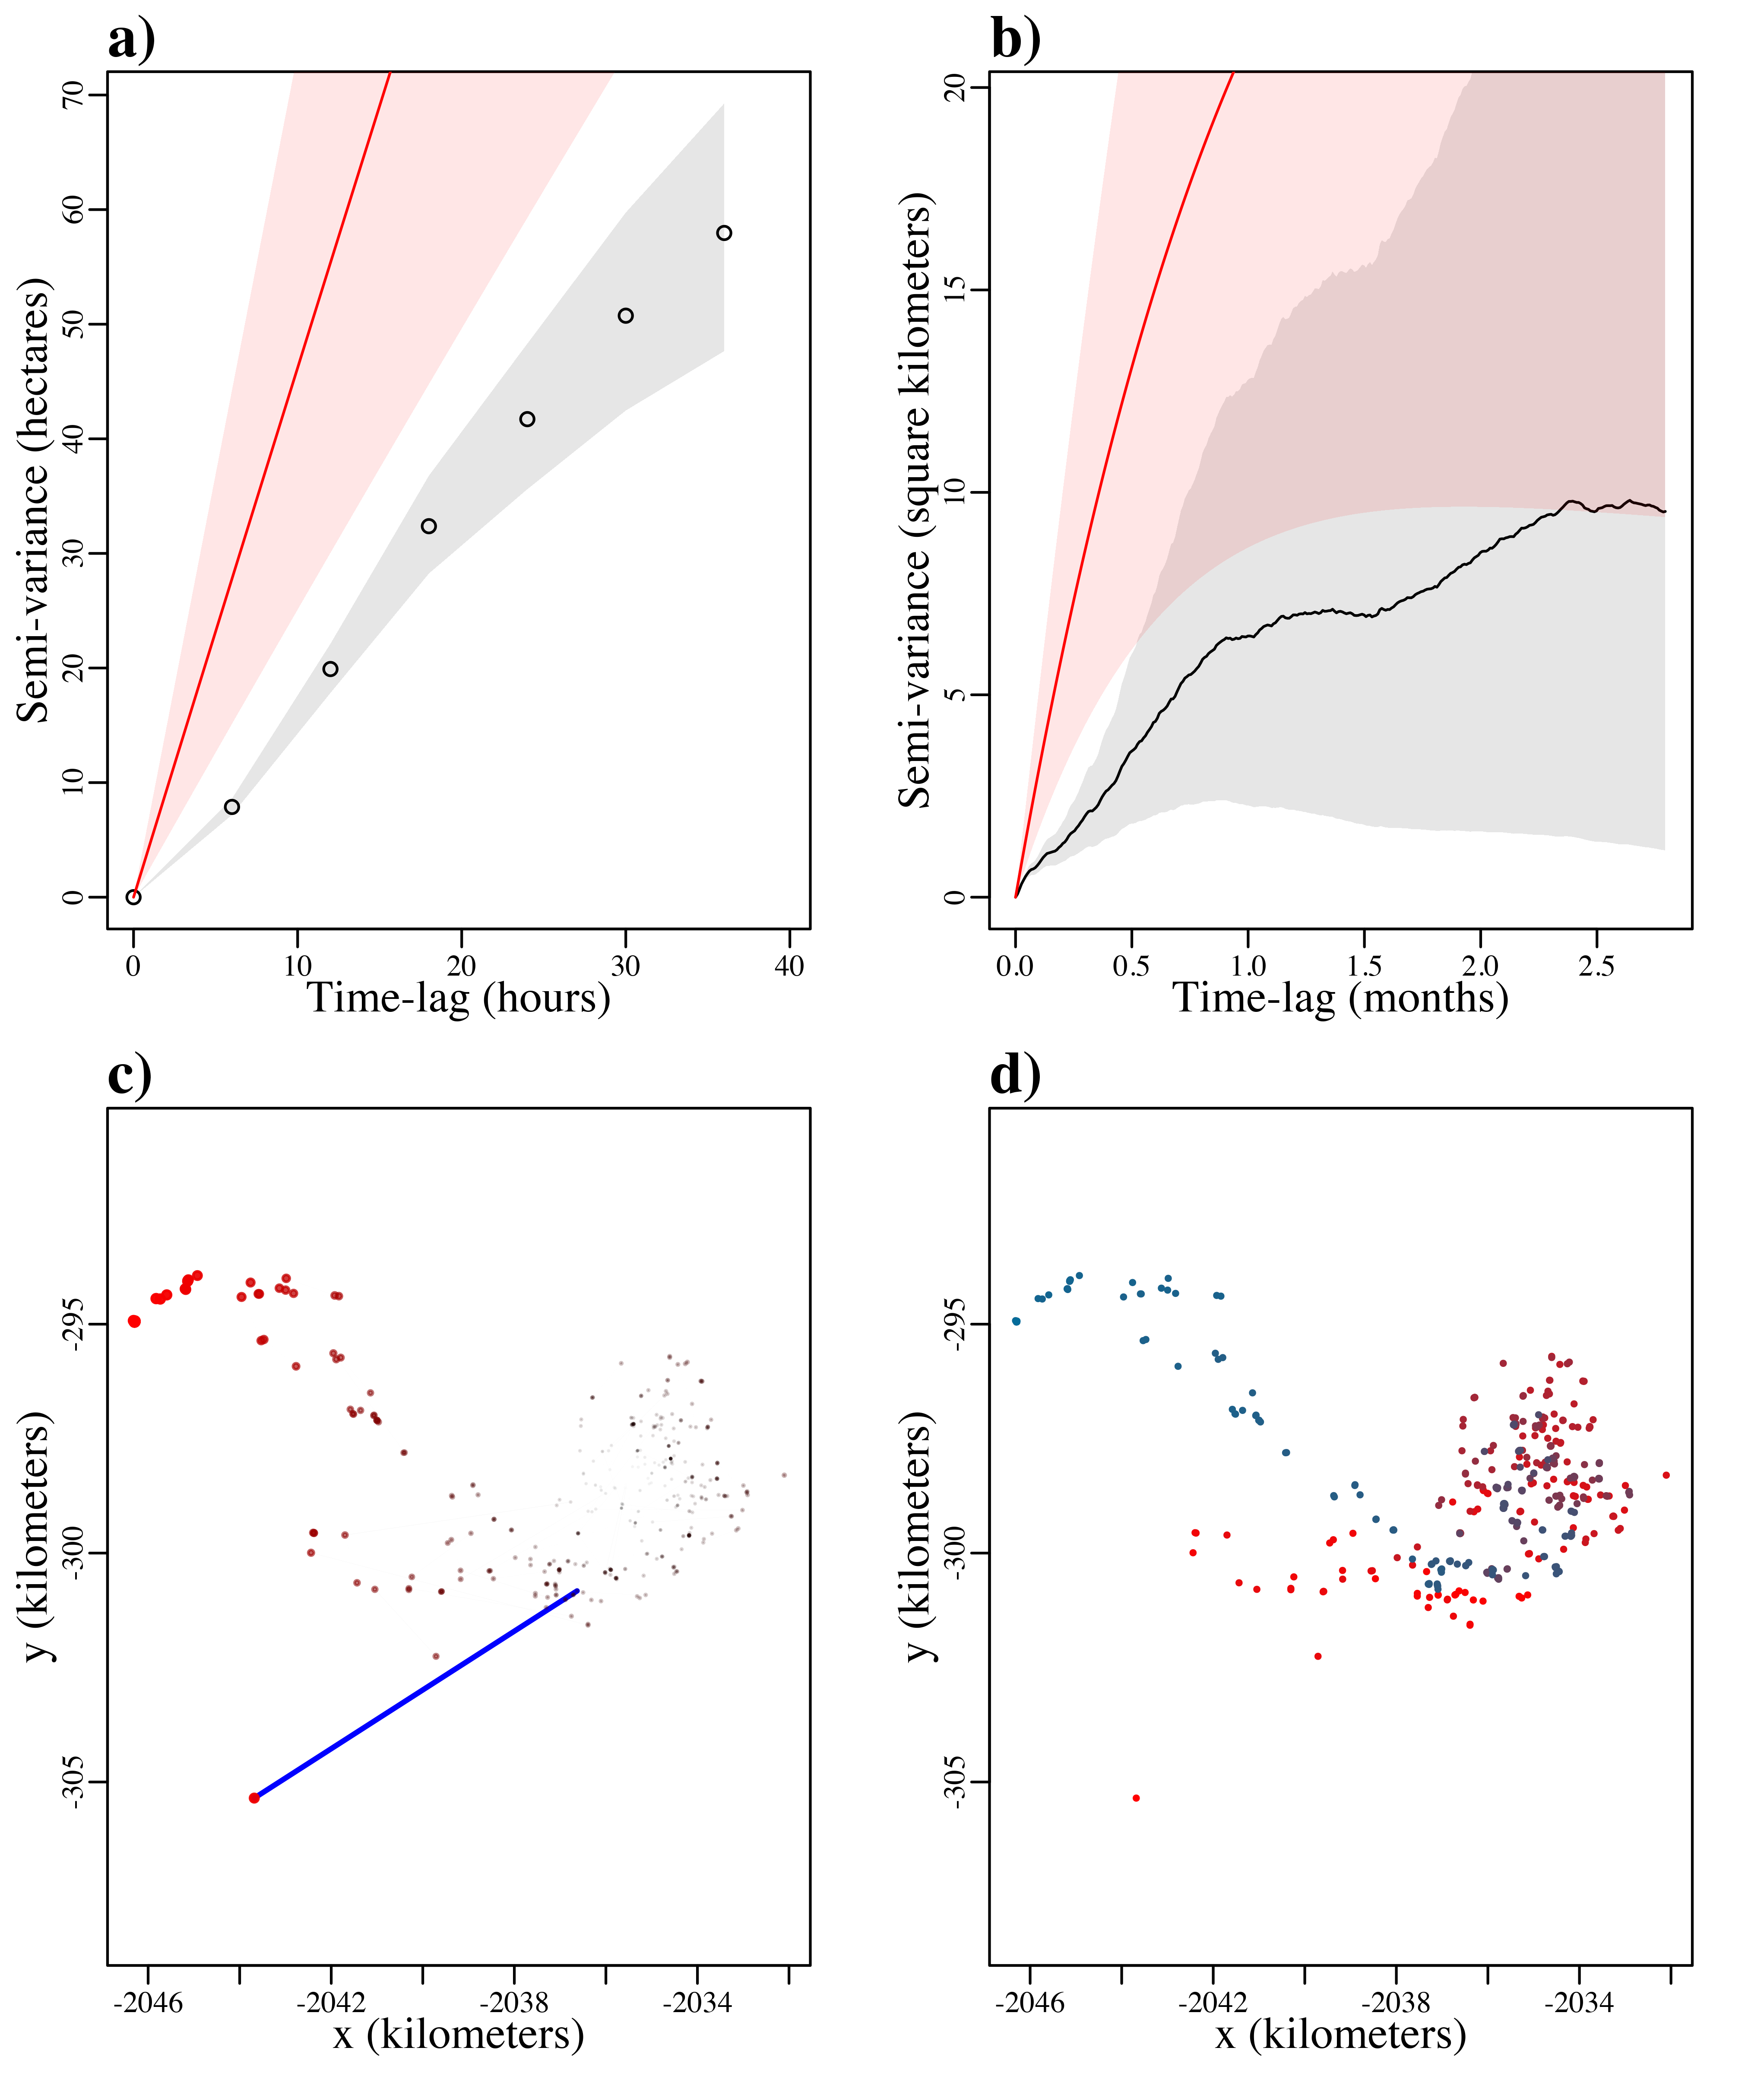 a)
Semi-variance (hectares)
70
60
50
40
30
20
10
0
0 10 20 30 40
Time-lag (hours)
b)
Semi-variance (square kilometers)
20
15
10
5
0
0.0 0.5 1.0 1.5 2.0 2.5
Time-lag (months)
c)
y (kilometers)
-295
-300
-305
-2046 -2042 -2038 -2034
x (kilometers)
d)
y (kilometers)
-295
-300
-305
-2046 -2042 -2038 -2034
x (kilometers)